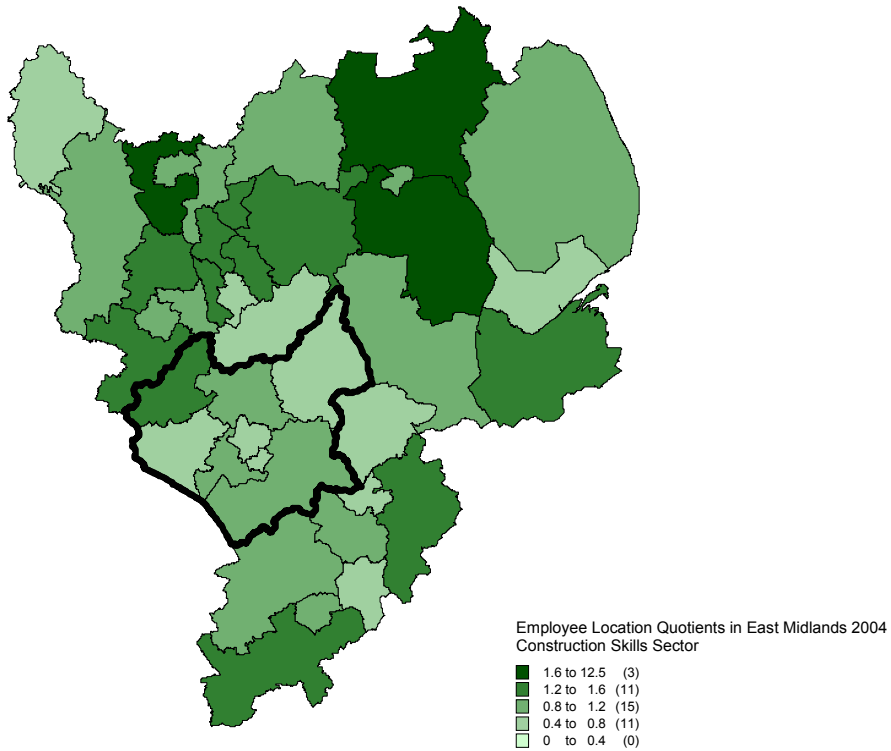 Employee Location Quotients in East Midlands 2004
Construction Skills Sector
1.6 to 12.5 (3)
1.2 to 1.6 (11)
0.8 to 1.2 (15)
0.4 to 0.8 (11)
0 to 0.4 (0)